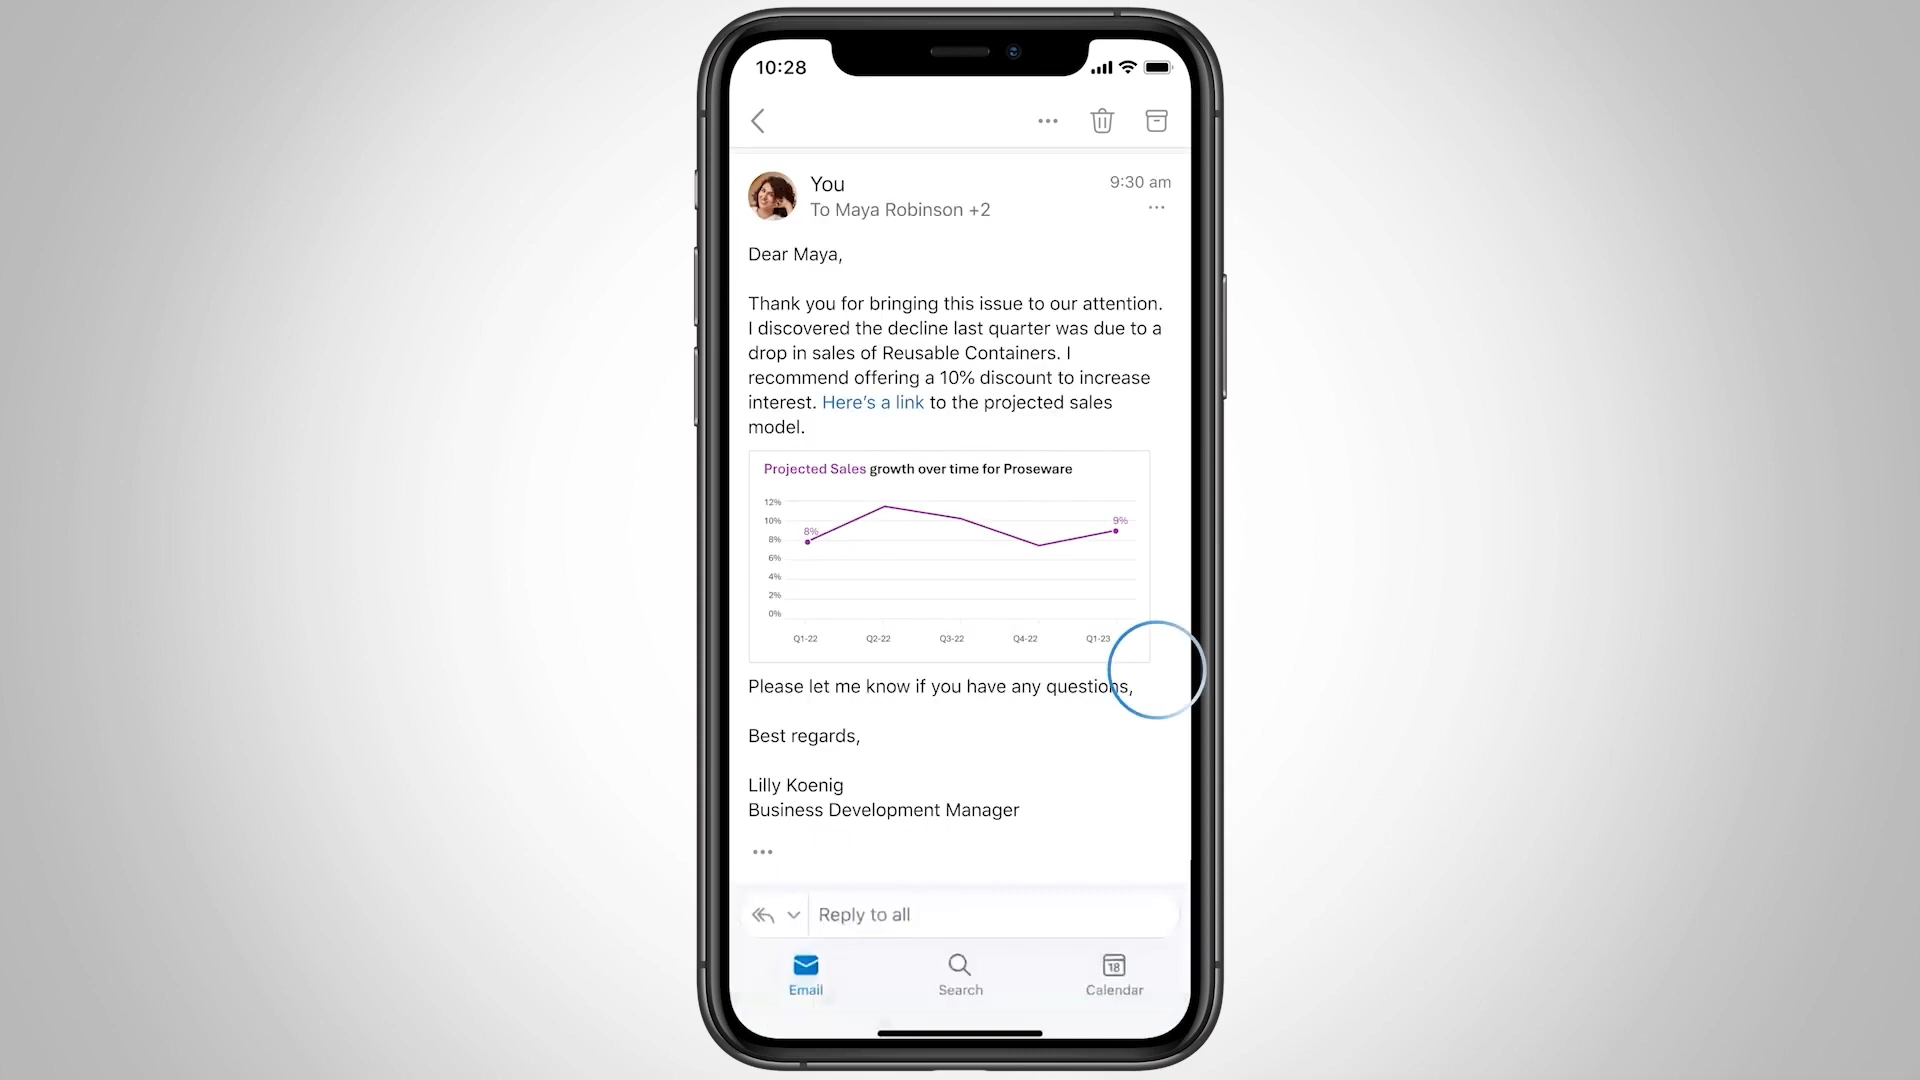 10:28
You
9:30 am
To Maya Robinson +2
Dear Maya,
Thank you for bringing this issue to our attention.
I discovered the decline last quarter was due to a
drop in sales of Reusable Containers. I
recommend offering a 10% discount to increase
interest. Here's a link to the projected sales
model.
Projected Sales growth over time for Proseware
12%
10%
8%
6%
4%
2%
0%
8%
9%
Q1-22
Q2-22
Q3-22
Q4-22
Q1-23
Please let me know if you have any questions,
Best regards,
Lilly Koenig
Business Development Manager
Reply to all
18
Email
Search
Calendar